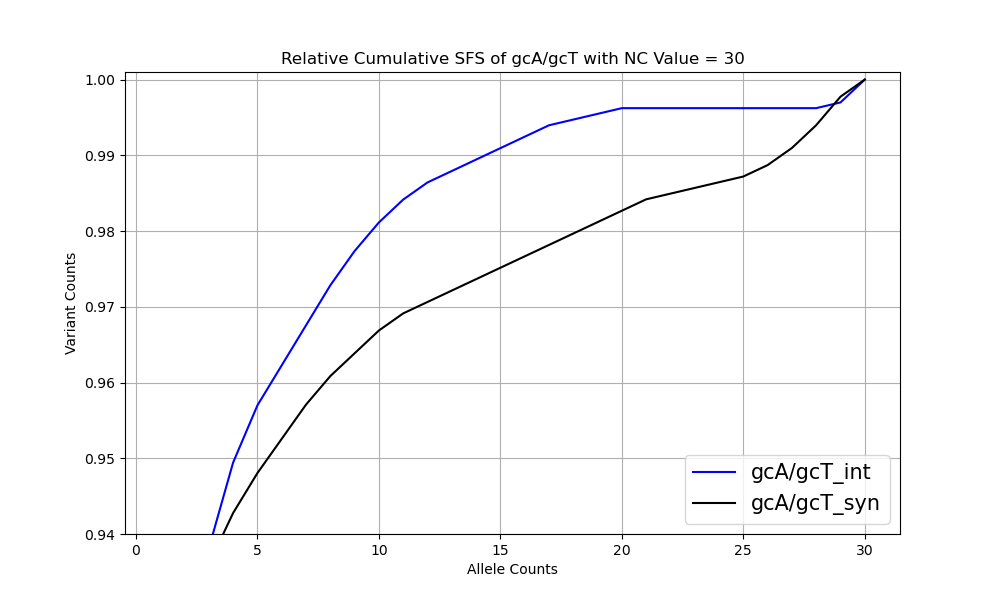 Relative Cumulative SFS of gcA/gcT with NC Value = 30
Variant Counts
1.00
0.99
0.98
0.97
0.96
0.95
0.94
0 5 10 15 20 25 30
Allele Counts
gcA/gcT_int
gcA/gcT_syn